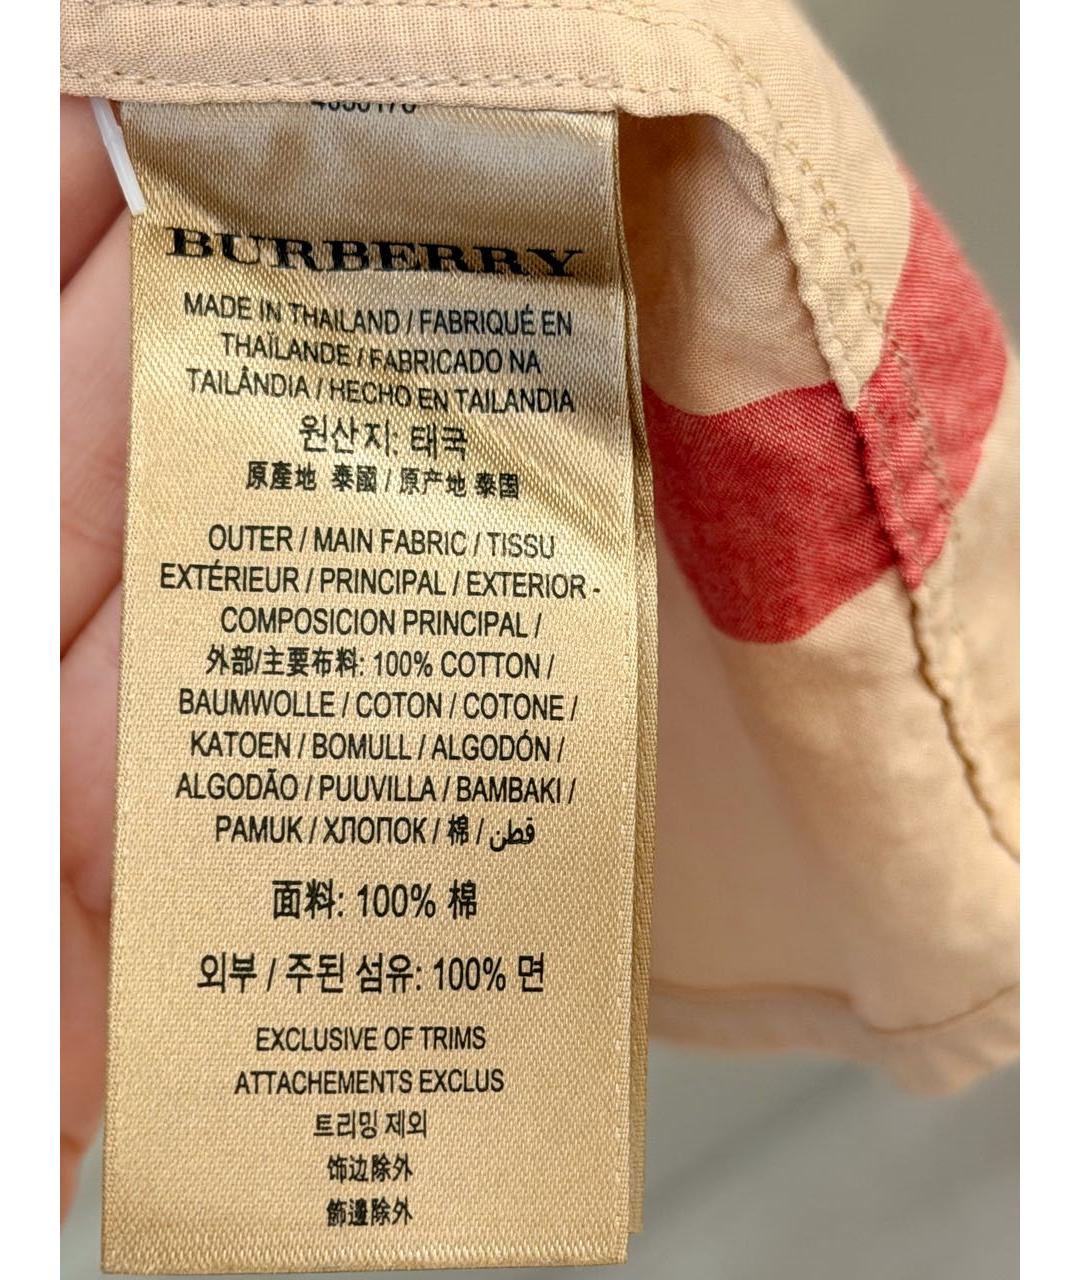 BURBERRY
MADE IN THAILAND / FABRIQUÉ EN
THAÏLANDE / FABRICADO NA
TAILÂNDIA / HECHO EN TAILANDIA
원산지: 태국
原產地 泰國 / 原产地 泰国
OUTER / MAIN FABRIC / TISSU
EXTÉRIEUR / PRINCIPAL / EXTERIOR -
COMPOSICION PRINCIPAL /
外部/主要布料: 100% COTTON /
BAUMWOLLE / COTON / COTONE /
KATOEN / BOMULL / ALGODÓN /
ALGODÃO / PUUVILLA / BAMBAKI /
PAMUK / ХЛОПОК / 棉 / قطن
面料: 100% 棉
외부 / 주된 섬유: 100% 면
EXCLUSIVE OF TRIMS
ATTACHEMENTS EXCLUS
트리밍 제외
饰边除外
飾邊除外